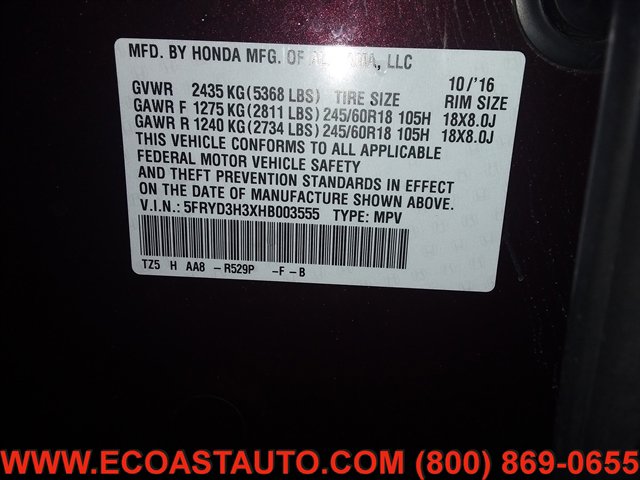 MFD. BY HONDA MFG. OF ALABAMA, LLC
10/'16
GVWR 2435 KG(5368 LBS) TIRE SIZE RIM SIZE
GAWR F 1275 KG(2811 LBS) 245/60R18 105H 18X8.0J
GAWR R 1240 KG(2734 LBS) 245/60R18 105H 18X8.0J
THIS VEHICLE CONFORMS TO ALL APPLICABLE
FEDERAL MOTOR VEHICLE SAFETY
AND THEFT PREVENTION STANDARDS IN EFFECT
ON THE DATE OF MANUFACTURE SHOWN ABOVE.
V.I.N.: 5FRYD3H3XHB003555 TYPE: MPV
TZ5 H AA8 -R529P -F-B
WWW.ECOASTAUTO.COM (800) 869-0655